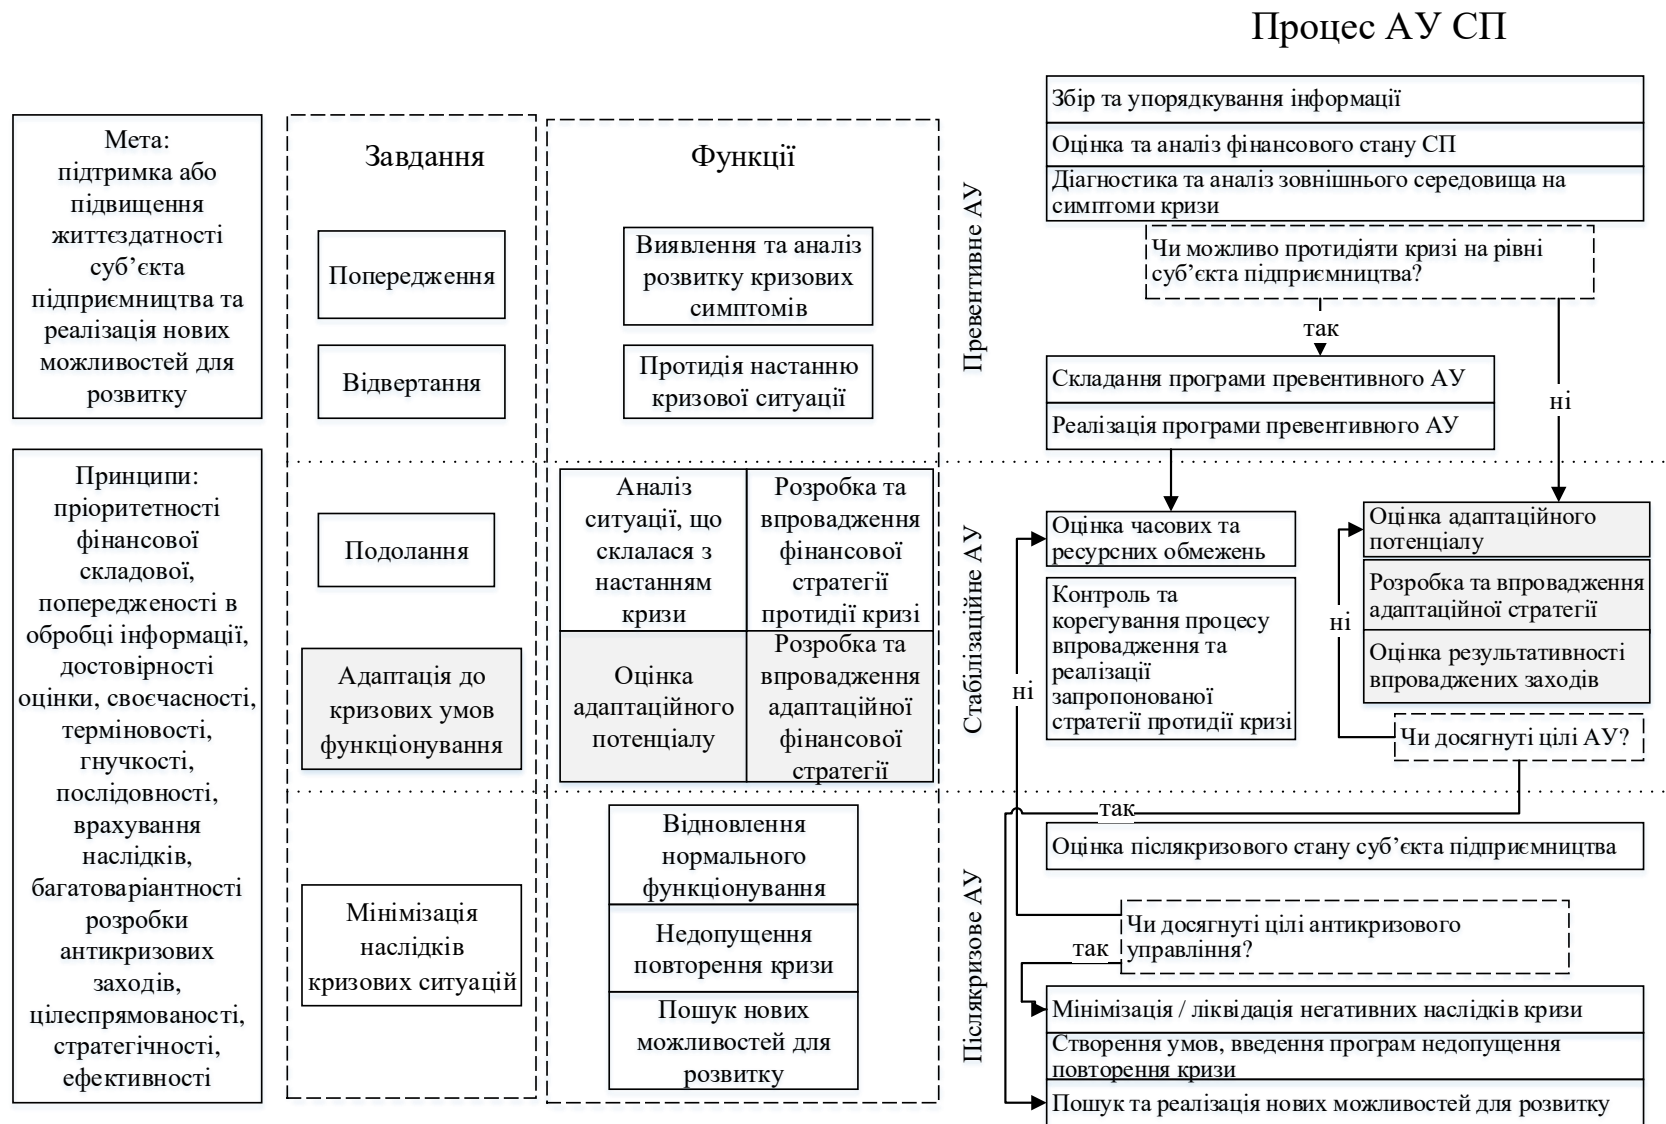 Процес АУ СП
Мета:
підтримка або
підвищення
життєздатності
суб’єкта
підприємництва та
реалізація нових
можливостей для
розвитку
Принципи:
пріоритетності
фінансової
складової,
попередженості в
обробці інформації,
достовірності
оцінки, своєчасності,
терміновості,
гнучкості,
послідовності,
врахування
наслідків,
багатоваріантності
розробки
антикризових
заходів,
цілеспрямованості,
стратегічності,
ефективності
Завдання
Попередження
Відвертання
Подолання
Адаптація до
кризових умов
функціонування
Мінімізація
наслідків
кризових ситуацій
Функції
Виявлення та аналіз
розвитку кризових
симптомів
Протидія настанню
кризової ситуації
Аналіз
ситуації, що
склалася з
настанням
кризи
Розробка та
впровадження
фінансової
стратегії
протидії кризі
Оцінка
адаптаційного
потенціалу
Розробка та
впровадження
адаптаційної
фінансової
стратегії
Відновлення
нормального
функціонування
Недопущення
повторення кризи
Пошук нових
можливостей для
розвитку
Превентивне АУ
Стабілізаційне АУ
Післякризове АУ
Збір та упорядкування інформації
Оцінка та аналіз фінансового стану СП
Діагностика та аналіз зовнішнього середовища на
симптоми кризи
Чи можливо протидіяти кризі на рівні
суб’єкта підприємництва?
так
ні
Складання програми превентивного АУ
Реалізація програми превентивного АУ
Оцінка часових та
ресурсних обмежень
Контроль та
корегування процесу
впровадження та
реалізації
запропонованої
стратегії протидії кризі
ні
Оцінка адаптаційного
потенціалу
Розробка та впровадження
адаптаційної стратегії
Оцінка результативності
впроваджених заходів
ні
Чи досягнуті цілі АУ?
так
Оцінка післякризового стану суб’єкта підприємництва
Чи досягнуті цілі антикризового
управління?
так
Мінімізація / ліквідація негативних наслідків кризи
Створення умов, введення програм недопущення
повторення кризи
Пошук та реалізація нових можливостей для розвитку